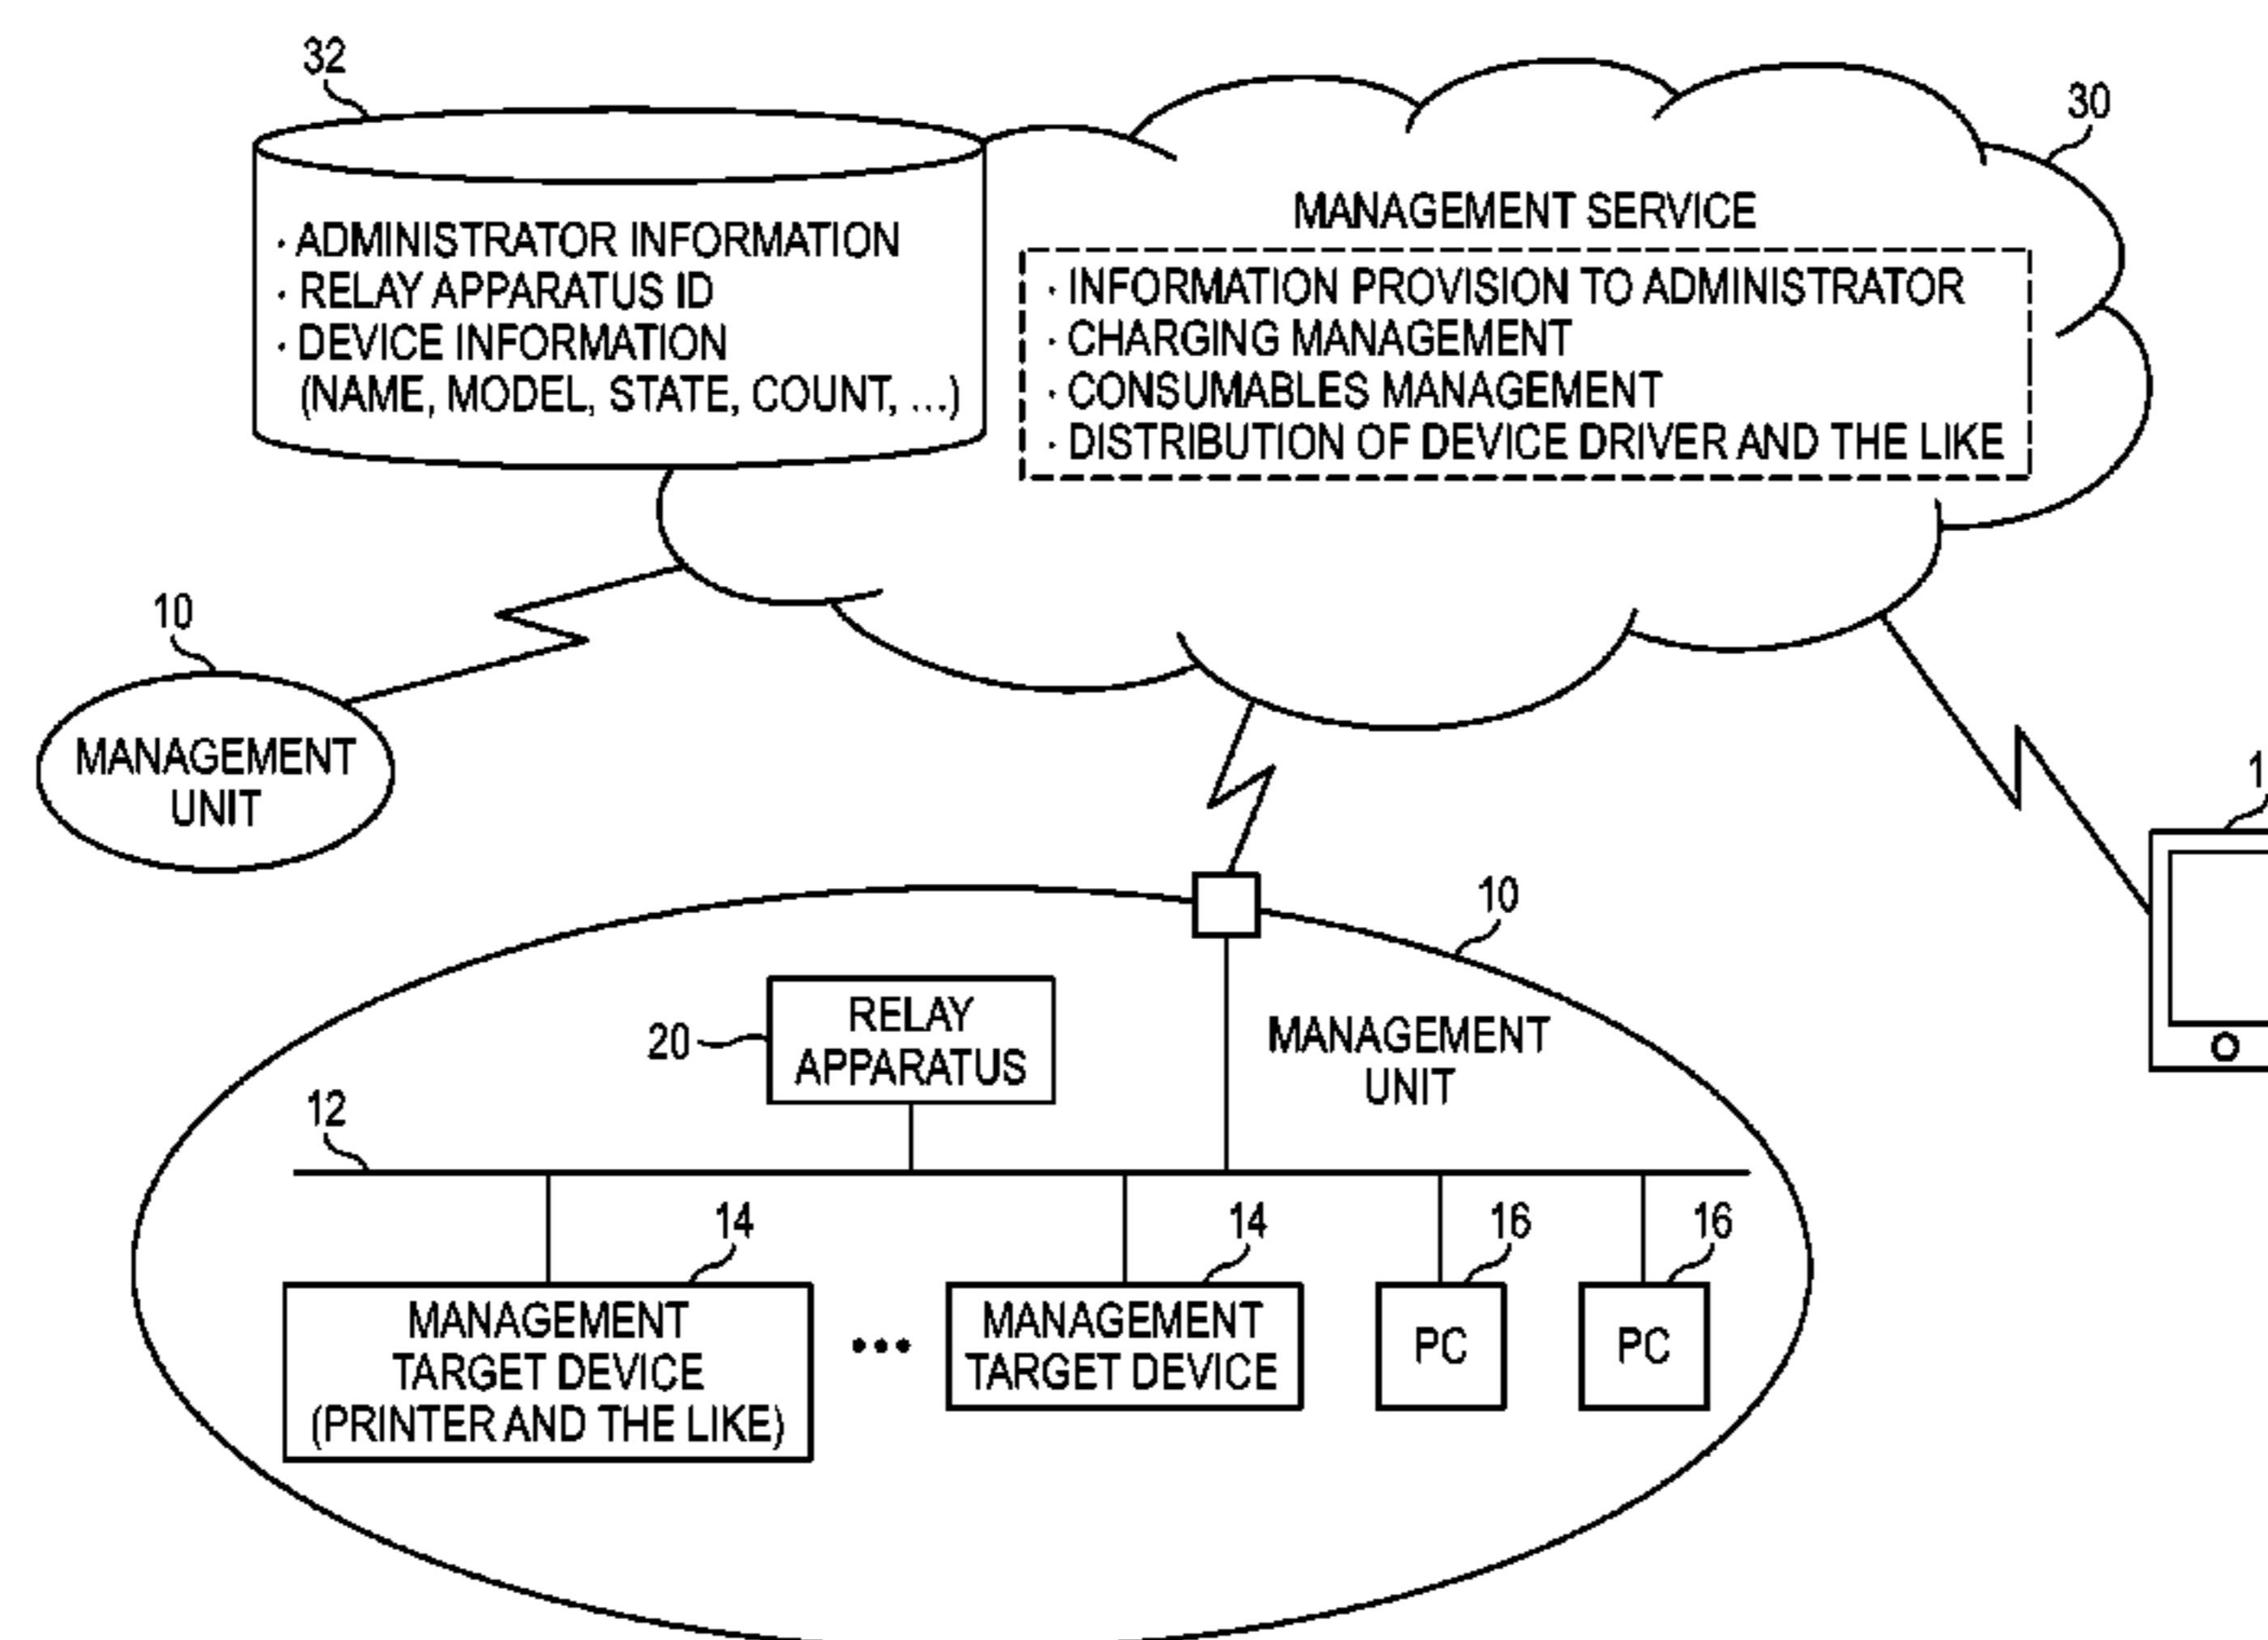 32
30
· ADMINISTRATOR INFORMATION
· RELAY APPARATUS ID
· DEVICE INFORMATION
(NAME, MODEL, STATE, COUNT, ...)
MANAGEMENT SERVICE
· INFORMATION PROVISION TO ADMINISTRATOR
· CHARGING MANAGEMENT
· CONSUMABLES MANAGEMENT
· DISTRIBUTION OF DEVICE DRIVER AND THE LIKE
10
MANAGEMENT
UNIT
10
RELAY
APPARATUS
20
MANAGEMENT
UNIT
12
14
14
16
16
MANAGEMENT
TARGET DEVICE
(PRINTER AND THE LIKE)
•••
MANAGEMENT
TARGET DEVICE
PC
PC